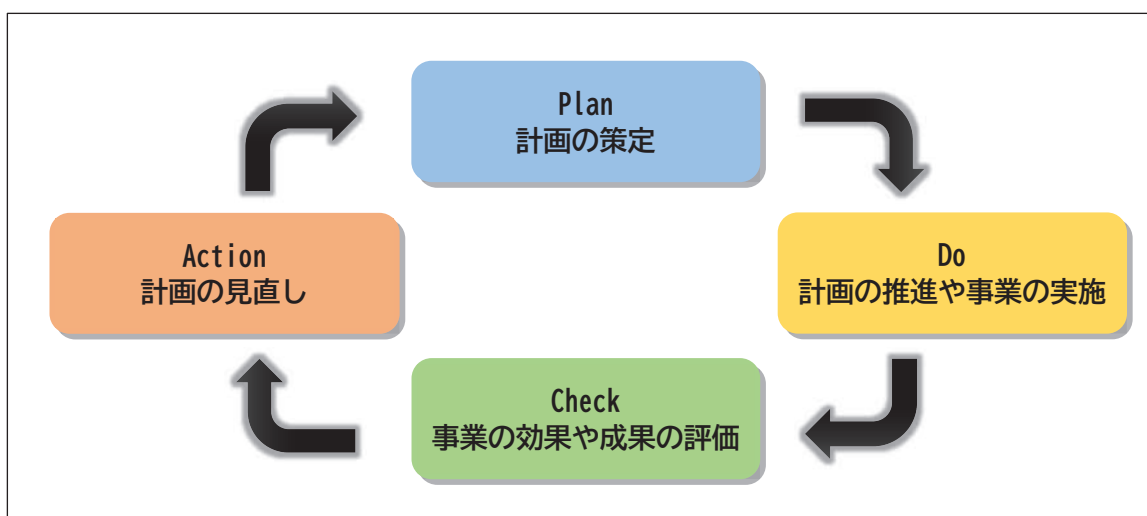 Plan
計画の策定
Do
計画の推進や事業の実施
Check
事業の効果や成果の評価
Action
計画の見直し